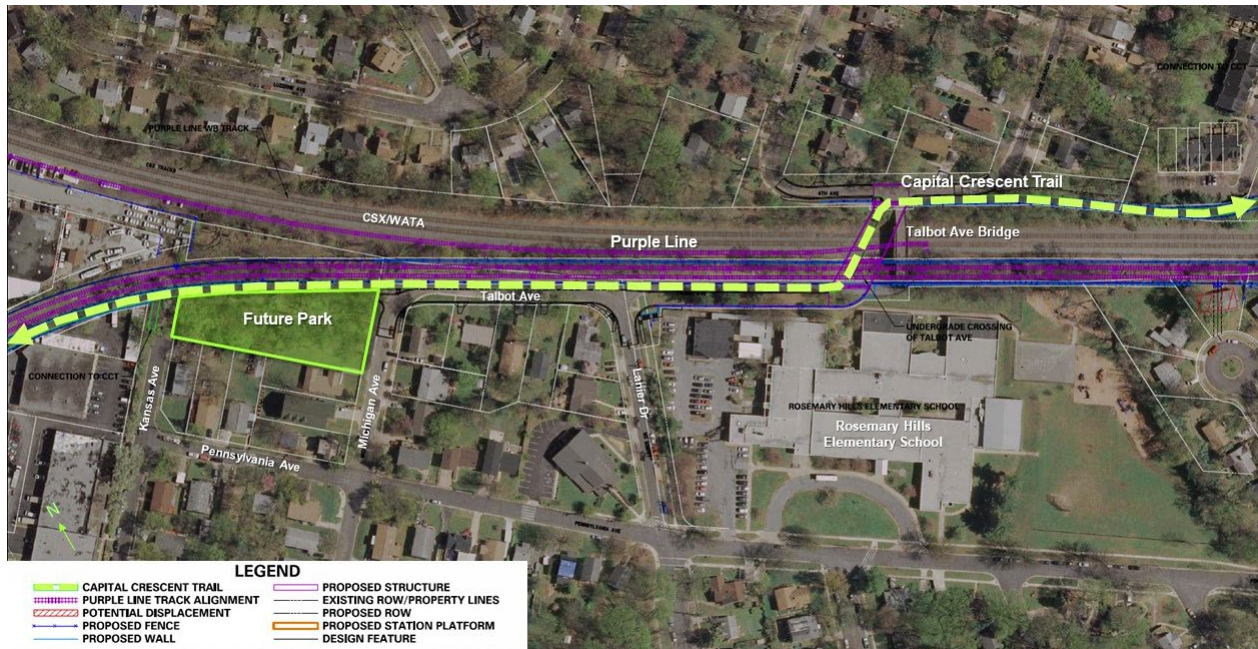 CONNECTION TO CCT
PURPLE LINE WB TRACK
CSX TRACKS
4TH AVE
Capital Crescent Trail
CSX/WATA
Talbot Ave Bridge
Purple Line
Talbot Ave
Future Park
UNDERGRADE CROSSING
OF TALBOT AVE
CONNECTION TO CCT
Kansas Ave
Michigan Ave
Lanier Dr
ROSEMARY HILLS ELEMENTARY SCHOOL
Rosemary Hills
Elementary School
Pennsylvania Ave
PENNSYLVANIA AVE
N
LEGEND
CAPITAL CRESCENT TRAIL
PURPLE LINE TRACK ALIGNMENT
POTENTIAL DISPLACEMENT
PROPOSED FENCE
PROPOSED WALL
PROPOSED STRUCTURE
EXISTING ROW/PROPERTY LINES
PROPOSED ROW
PROPOSED STATION PLATFORM
DESIGN FEATURE